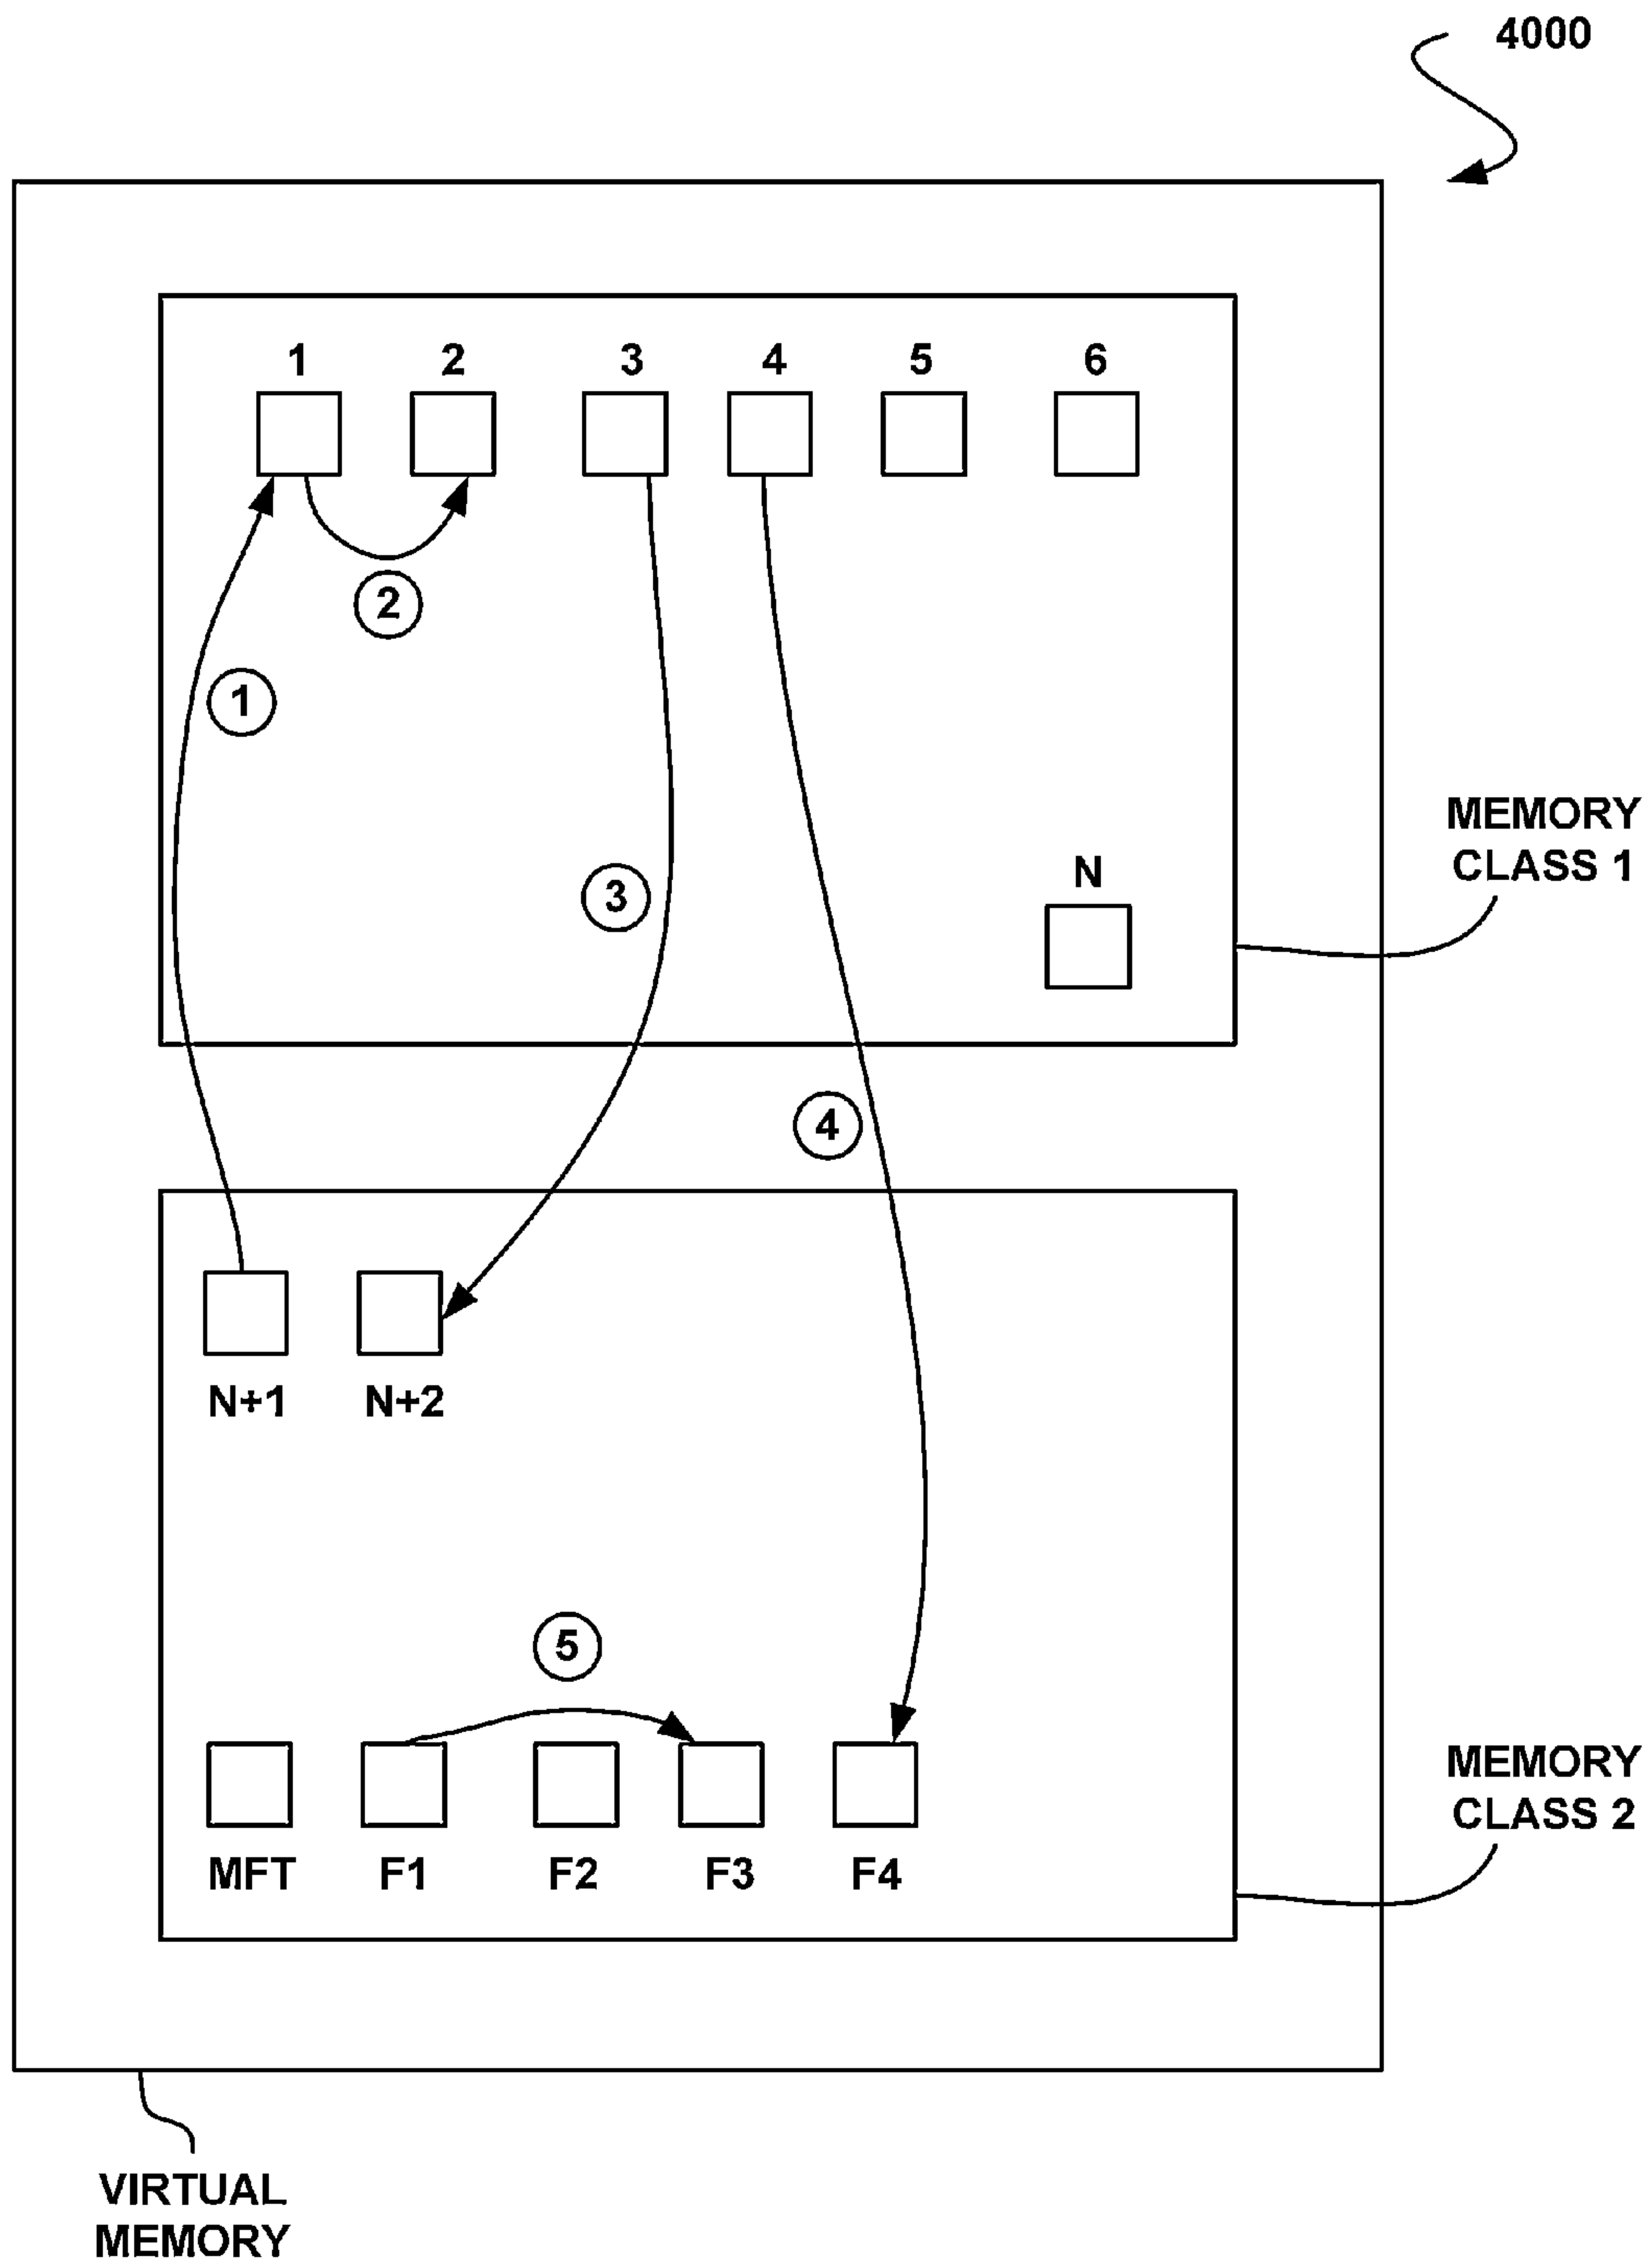 4000
1 2 3 4 5 6
2
1
MEMORY
CLASS 1
N
3
4
N+1 N+2
5
MEMORY
CLASS 2
MFT F1 F2 F3 F4
VIRTUAL
MEMORY